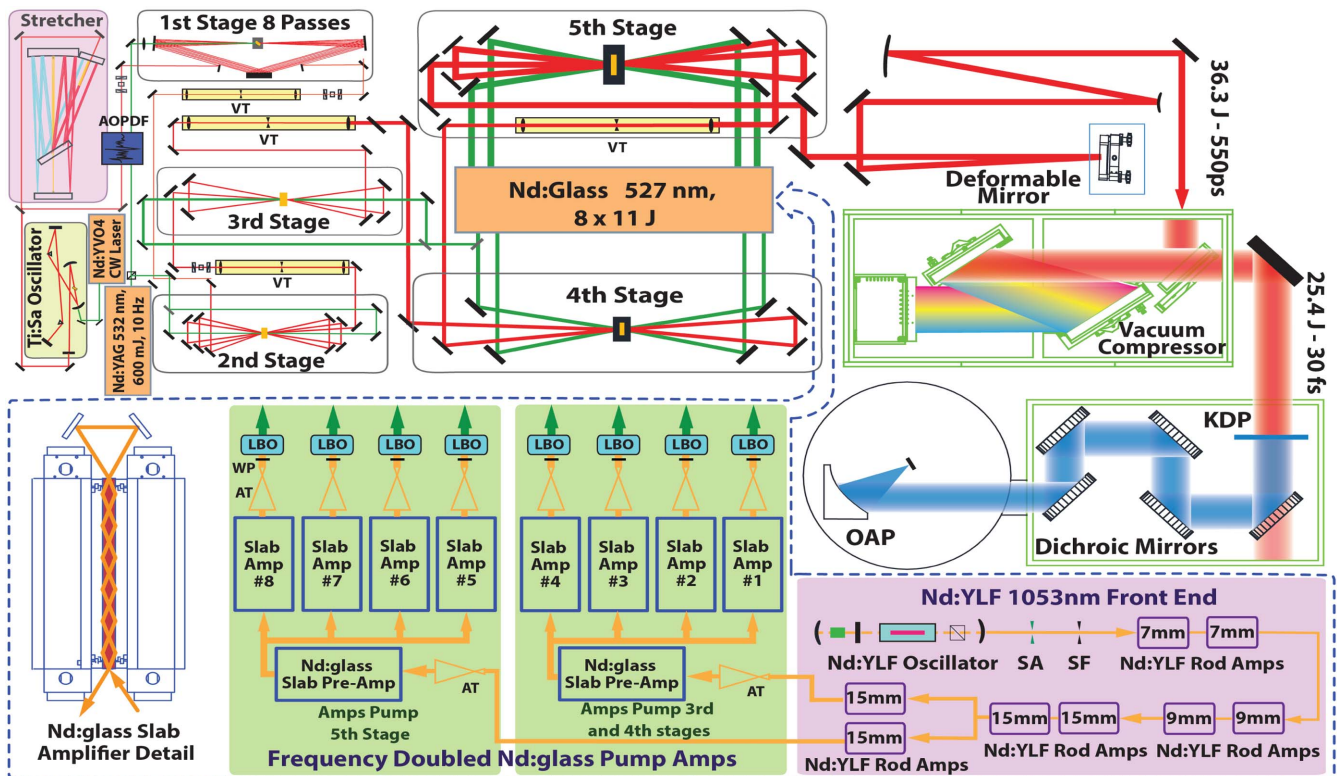 Stretcher
1st Stage 8 Passes
VT
VT
AOPDF
3rd Stage
Nd:YVO4
CW Laser
Ti:Sa Oscillator
Nd:YAG 532 nm,
600 mJ, 10 Hz
VT
2nd Stage
5th Stage
VT
Nd:Glass 527 nm,
8 x 11 J
4th Stage
Deformable
Mirror
36.3 J - 550ps
Vacuum
Compressor
25.4 J - 30 fs
KDP
OAP
Dichroic Mirrors
Nd:glass Slab
Amplifier Detail
LBO
LBO
LBO
LBO
LBO
LBO
LBO
LBO
WP
AT
Slab
Amp
#8
Slab
Amp
#7
Slab
Amp
#6
Slab
Amp
#5
Slab
Amp
#4
Slab
Amp
#3
Slab
Amp
#2
Slab
Amp
#1
Nd:glass
Slab Pre-Amp
AT
Amps Pump
5th Stage
Nd:glass
Slab Pre-Amp
AT
Amps Pump 3rd
and 4th stages
Frequency Doubled Nd:glass Pump Amps
Nd:YLF 1053nm Front End
Nd:YLF Oscillator
SA
SF
7mm
7mm
Nd:YLF Rod Amps
15mm
15mm
Nd:YLF Rod Amps
15mm
15mm
Nd:YLF Rod Amps
9mm
9mm
Nd:YLF Rod Amps